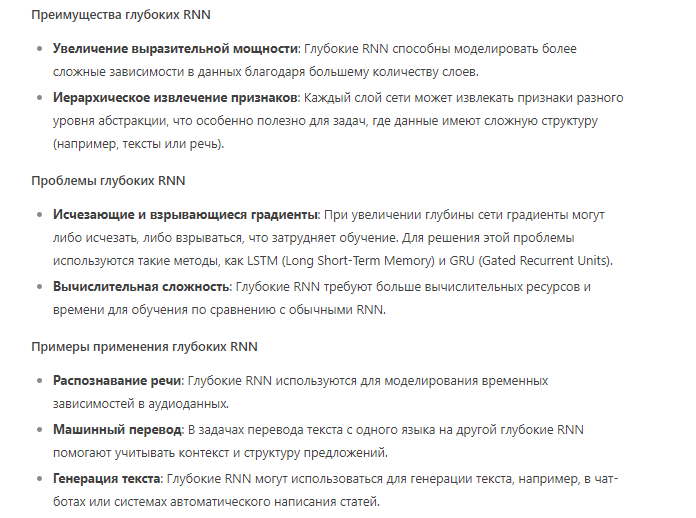 Преимущества глубоких RNN
Увеличение выразительной мощности: Глубокие RNN способны моделировать более
сложные зависимости в данных благодаря большему количеству слоев.
Иерархическое извлечение признаков: Каждый слой сети может извлекать признаки разного
уровня абстракции, что особенно полезно для задач, где данные имеют сложную структуру
(например, тексты или речь).
Проблемы глубоких RNN
Исчезающие и взрывающиеся градиенты: При увеличении глубины сети градиенты могут
либо исчезать, либо взрываться, что затрудняет обучение. Для решения этой проблемы
используются такие методы, как LSTM (Long Short-Term Memory) и GRU (Gated Recurrent Units).
Вычислительная сложность: Глубокие RNN требуют больше вычислительных ресурсов и
времени для обучения по сравнению с обычными RNN.
Примеры применения глубоких RNN
Распознавание речи: Глубокие RNN используются для моделирования временных
зависимостей в аудиоданных.
Машинный перевод: В задачах перевода текста с одного языка на другой глубокие RNN
помогают учитывать контекст и структуру предложений.
Генерация текста: Глубокие RNN могут использоваться для генерации текста, например, в чат-
ботах или системах автоматического написания статей.